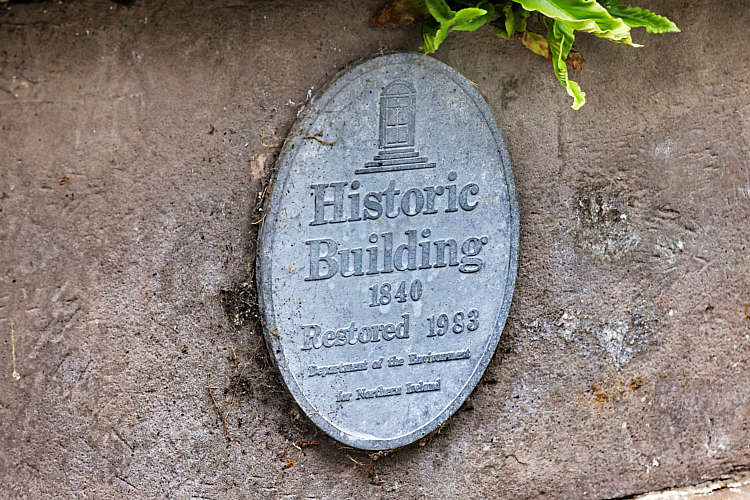 Historic
Building
1840
Restored 1983
Department of the Environment
for Northern Ireland